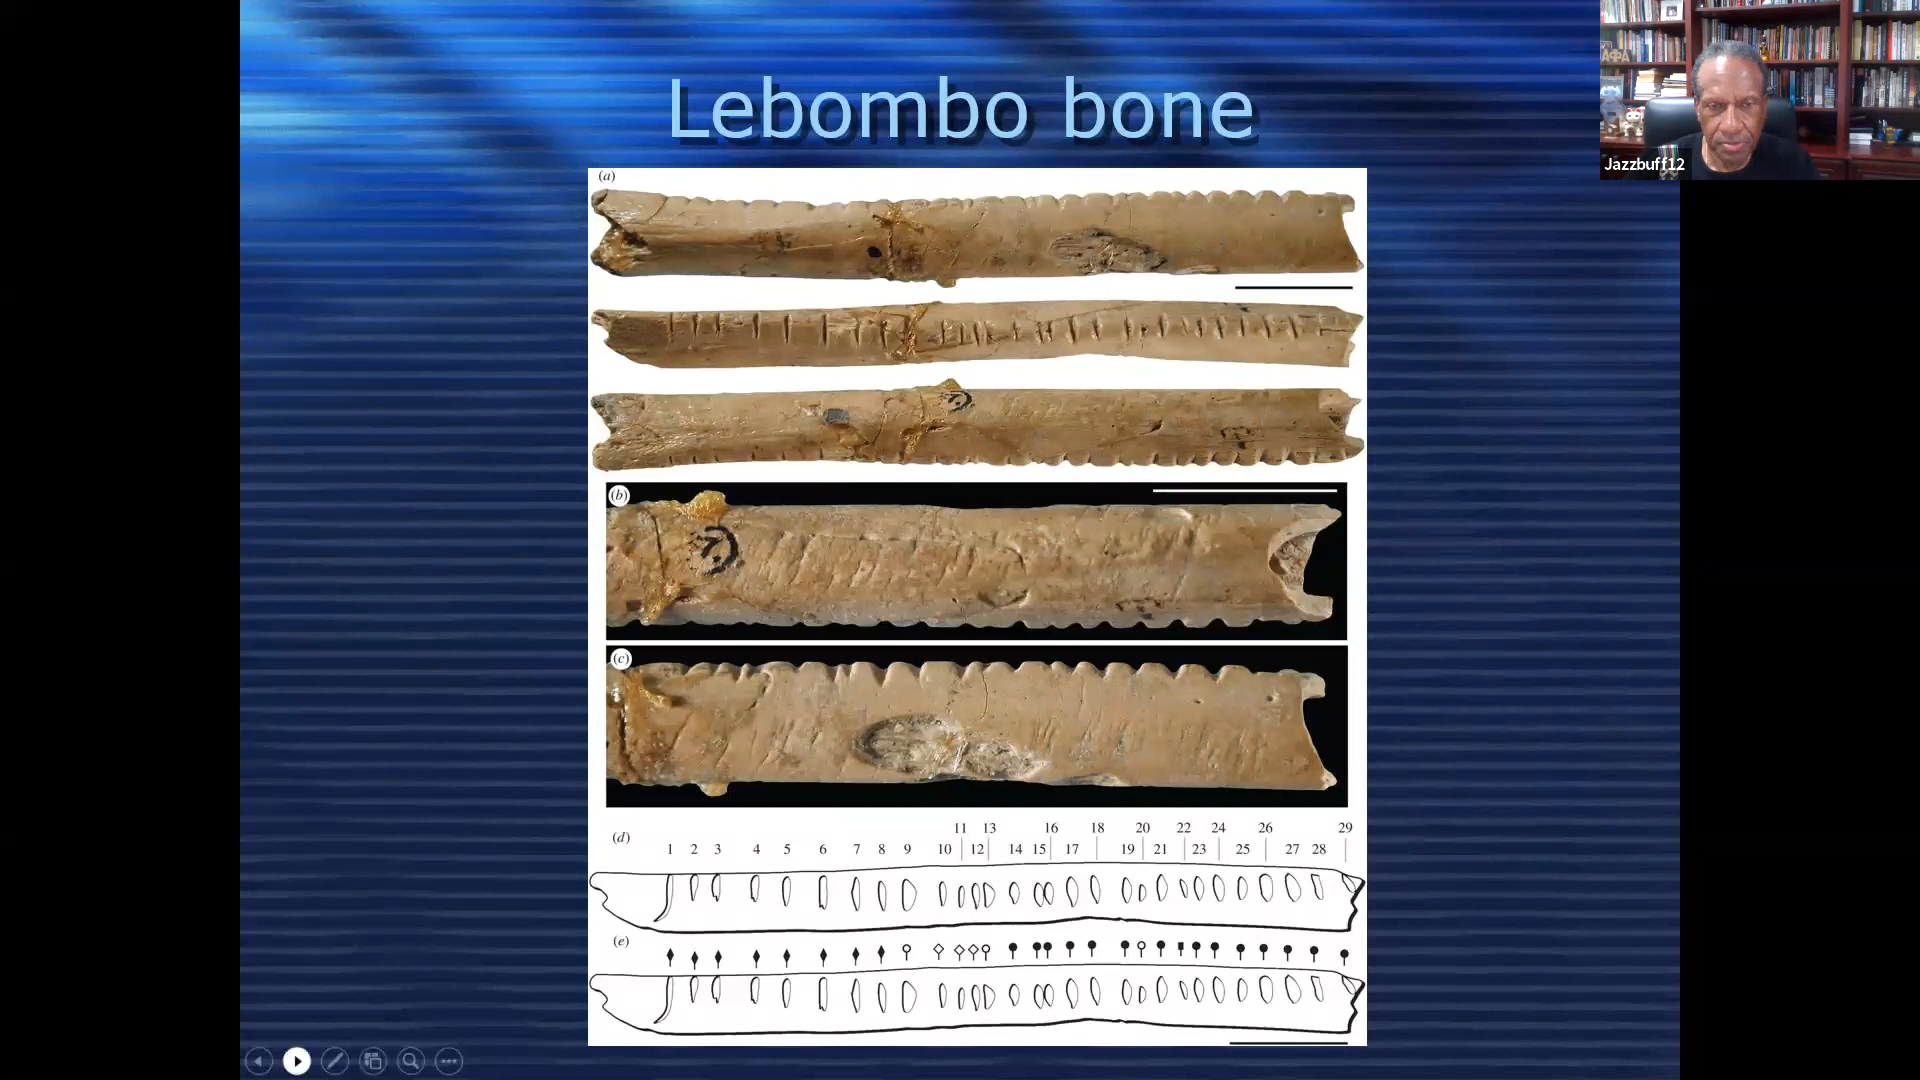 Lebombo bone
ΑΦΑ
Jazzbuff12
(a)
(b)
(c)
(d)
11 13 16 18 20 22 24 26 29
1 2 3 4 5 6 7 8 9 10 12 14 15 17 19 21 23 25 27 28
(e)